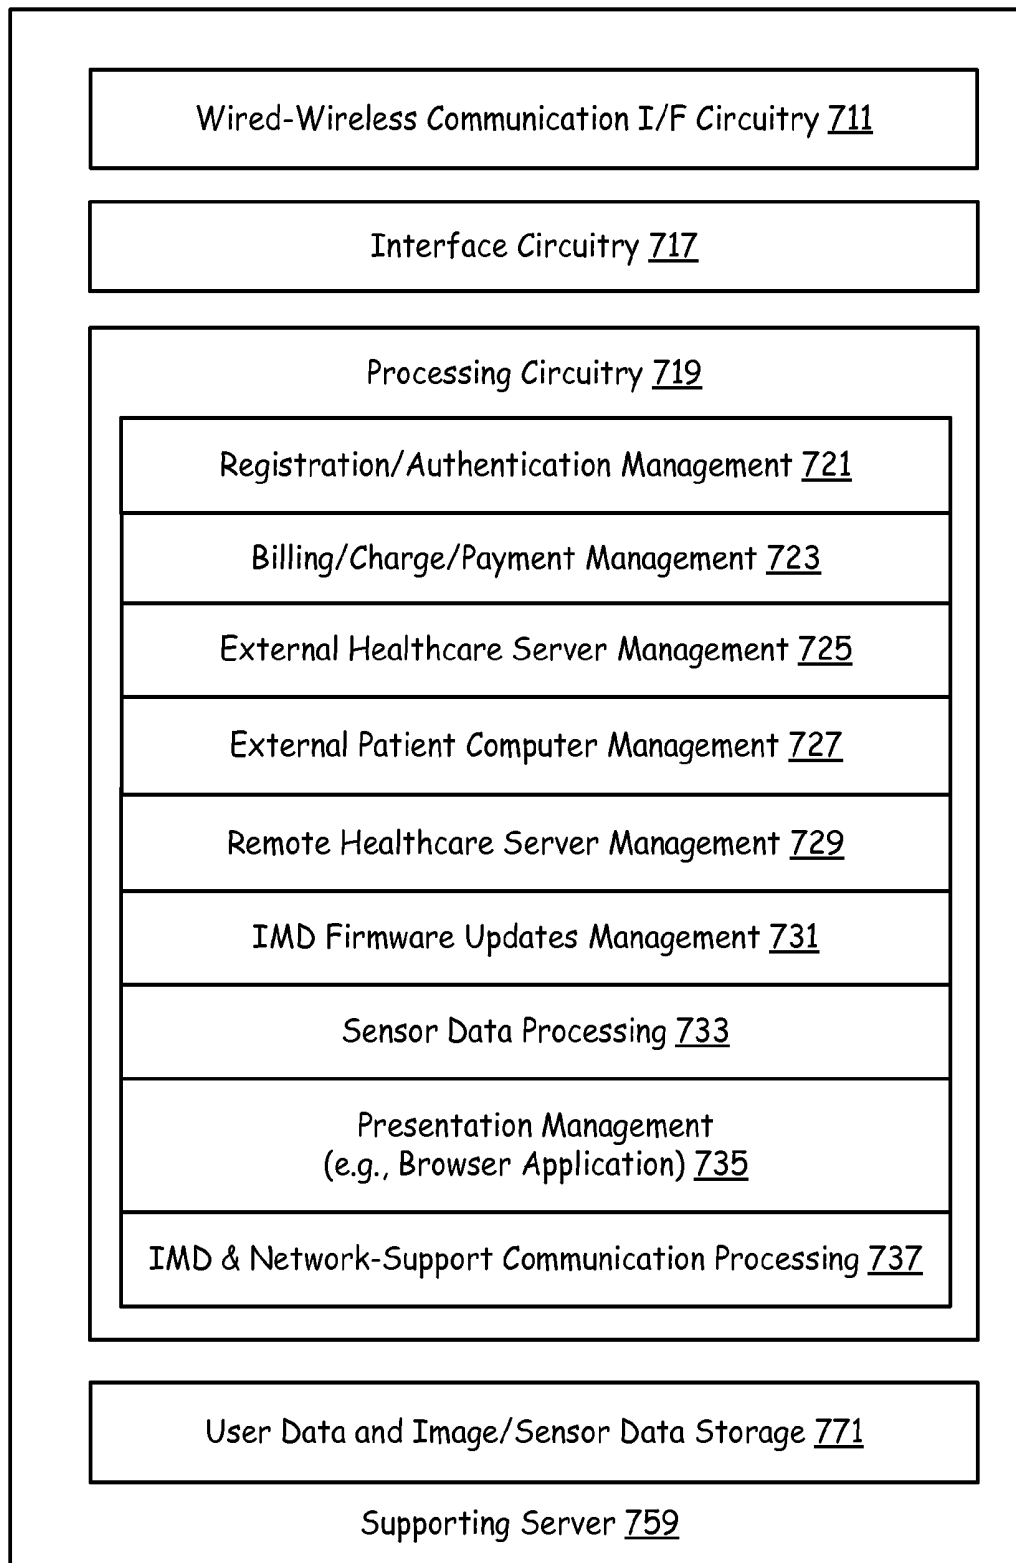 Wired-Wireless Communication I/F Circuitry 711
Interface Circuitry 717
Processing Circuitry 719
Registration/Authentication Management 721
Billing/Charge/Payment Management 723
External Healthcare Server Management 725
External Patient Computer Management 727
Remote Healthcare Server Management 729
IMD Firmware Updates Management 731
Sensor Data Processing 733
Presentation Management
(e.g., Browser Application) 735
IMD & Network-Support Communication Processing 737
User Data and Image/Sensor Data Storage 771
Supporting Server 759